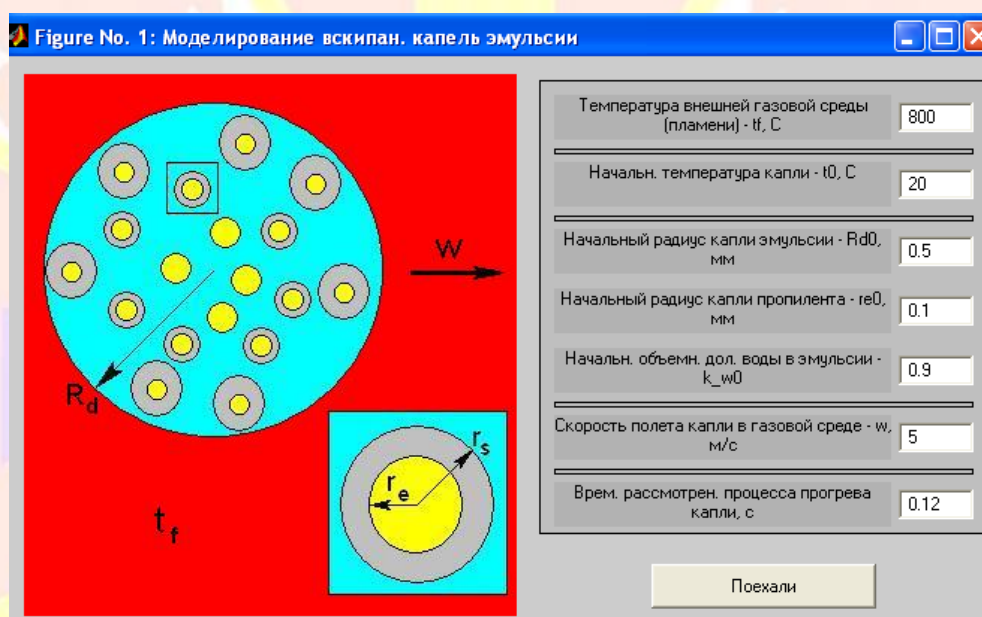 Figure No. 1: Моделирование вскипан. капель эмульсии
W
R d
t f
r s
r e
Температура внешней газовой среды
(пламени) - tf, C
800
Начальн. температура капли - t0, C
20
Начальный радиус капли эмульсии - Rd0,
мм
0.5
Начальный радиус капли пропилента - re0,
мм
0.1
Начальн. объемн. дол. воды в эмульсии -
k_w0
0.9
Скорость полета капли в газовой среде - w,
м/с
5
Врем. рассмотрен. процесса прогрева
капли, с
0.12
Поехали